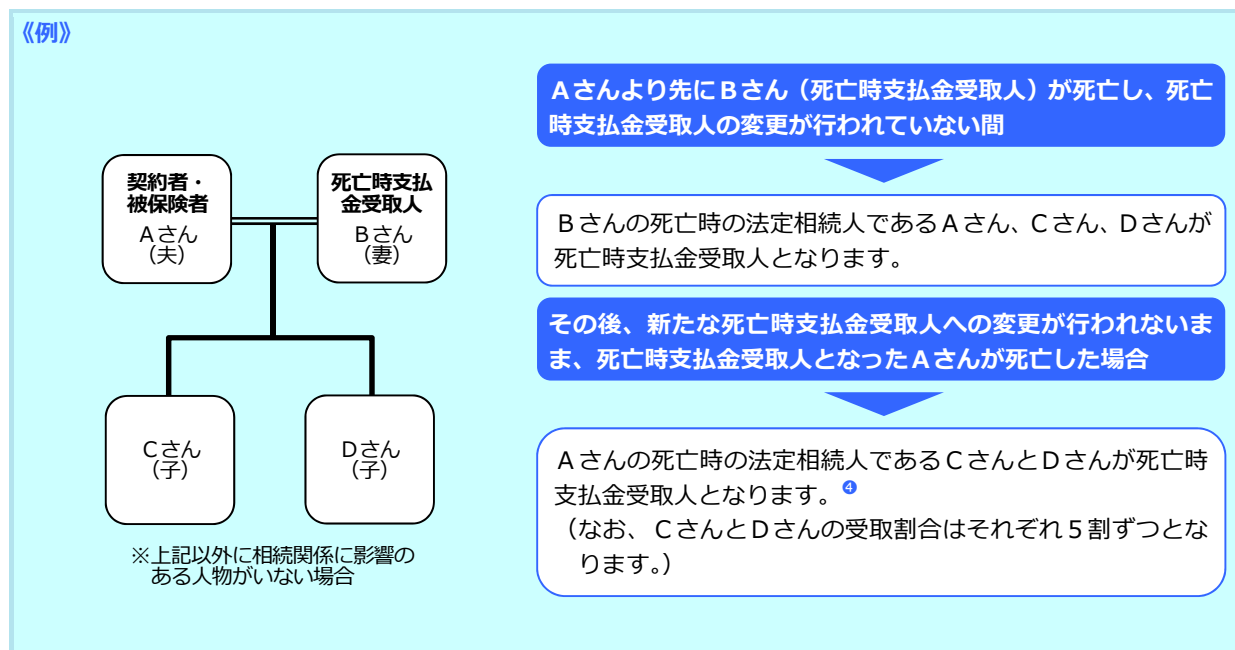 《例》
契約者・
被保険者
Aさん
（夫）
死亡時支払
金受取人
Bさん
（妻）
Cさん
（子）
Dさん
（子）
※上記以外に相続関係に影響の
ある人物がいない場合
Aさんより先にBさん（死亡時支払金受取人）が死亡し、死亡
時支払金受取人の変更が行われていない間
Bさんの死亡時の法定相続人であるAさん、Cさん、Dさんが
死亡時支払金受取人となります。
その後、新たな死亡時支払金受取人への変更が行われないま
ま、死亡時支払金受取人となったAさんが死亡した場合
Aさんの死亡時の法定相続人であるCさんとDさんが死亡時
支払金受取人となります。❹
（なお、CさんとDさんの受取割合はそれぞれ５割ずつとな
ります。）